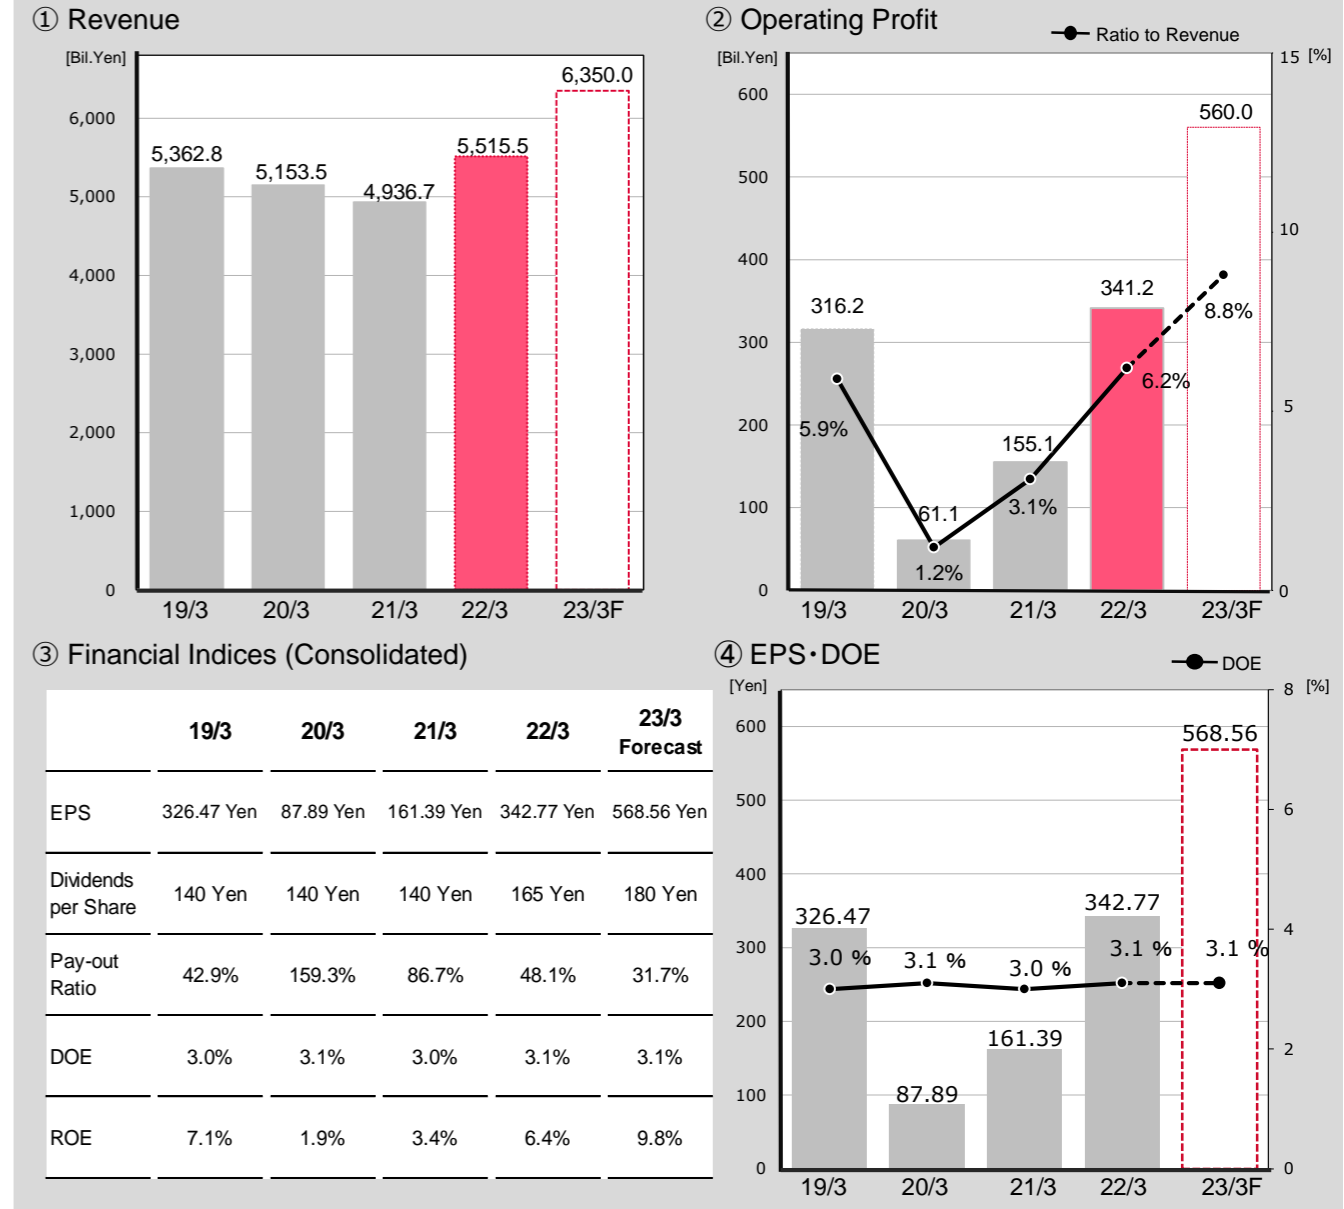 ① Revenue
[Bil.Yen]
6,350.0
6,000
5,515.5
5,362.8
5,153.5
4,936.7
5,000
4,000
3,000
2,000
1,000
0
19/3 20/3 21/3 22/3 23/3F
② Operating Profit
Ratio to Revenue
[Bil.Yen]
15 [%]
600
560.0
500
10
400
316.2
341.2
8.8%
300
6.2%
5
5.9%
200
155.1
3.1%
100
61.1
1.2%
0
0
19/3 20/3 21/3 22/3 23/3F
③ Financial Indices (Consolidated)
19/3 20/3 21/3 22/3 23/3
Forecast
EPS 326.47 Yen 87.89 Yen 161.39 Yen 342.77 Yen 568.56 Yen
Dividends
per Share 140 Yen 140 Yen 140 Yen 165 Yen 180 Yen
Pay-out
Ratio 42.9% 159.3% 86.7% 48.1% 31.7%
DOE 3.0% 3.1% 3.0% 3.1% 3.1%
ROE 7.1% 1.9% 3.4% 6.4% 9.8%
④ EPS・DOE
DOE
[Yen]
8 [%]
600
568.56
500
6
400
326.47
342.77
4
300
3.0 % 3.1 % 3.0 % 3.1 % 3.1 %
200
161.39
2
100
87.89
0
0
19/3 20/3 21/3 22/3 23/3F